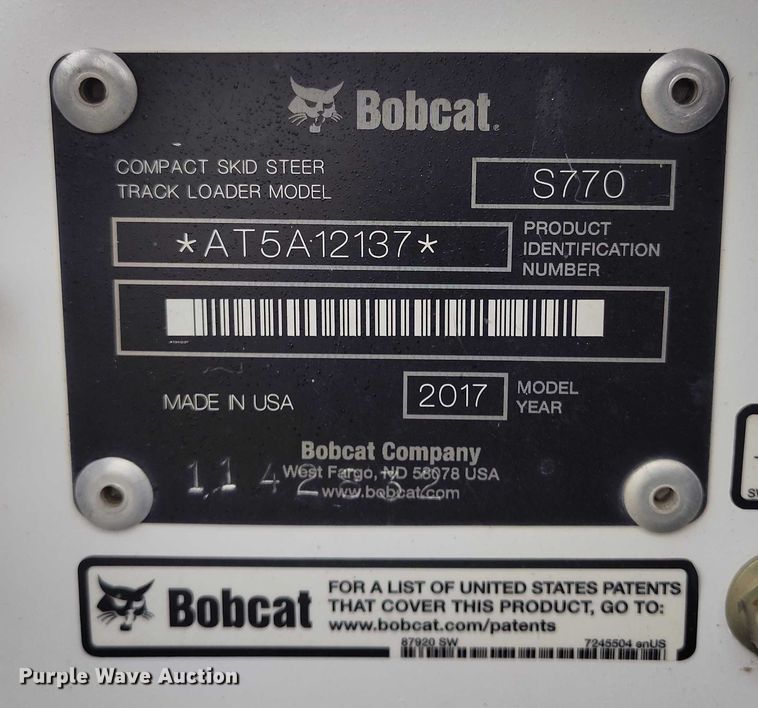 Bobcat.
COMPACT SKID STEER
TRACK LOADER MODEL
S770
*AT5A12137*
PRODUCT
IDENTIFICATION
NUMBER
MADE IN USA
2017
MODEL
YEAR
Bobcat Company
West Fargo, ND 58078 USA
www.bobcat.com
Bobcat
FOR A LIST OF UNITED STATES PATENTS
THAT COVER THIS PRODUCT, GO TO:
www.bobcat.com/patents
87920 SW
7245504 enUS
Purple Wave Auction